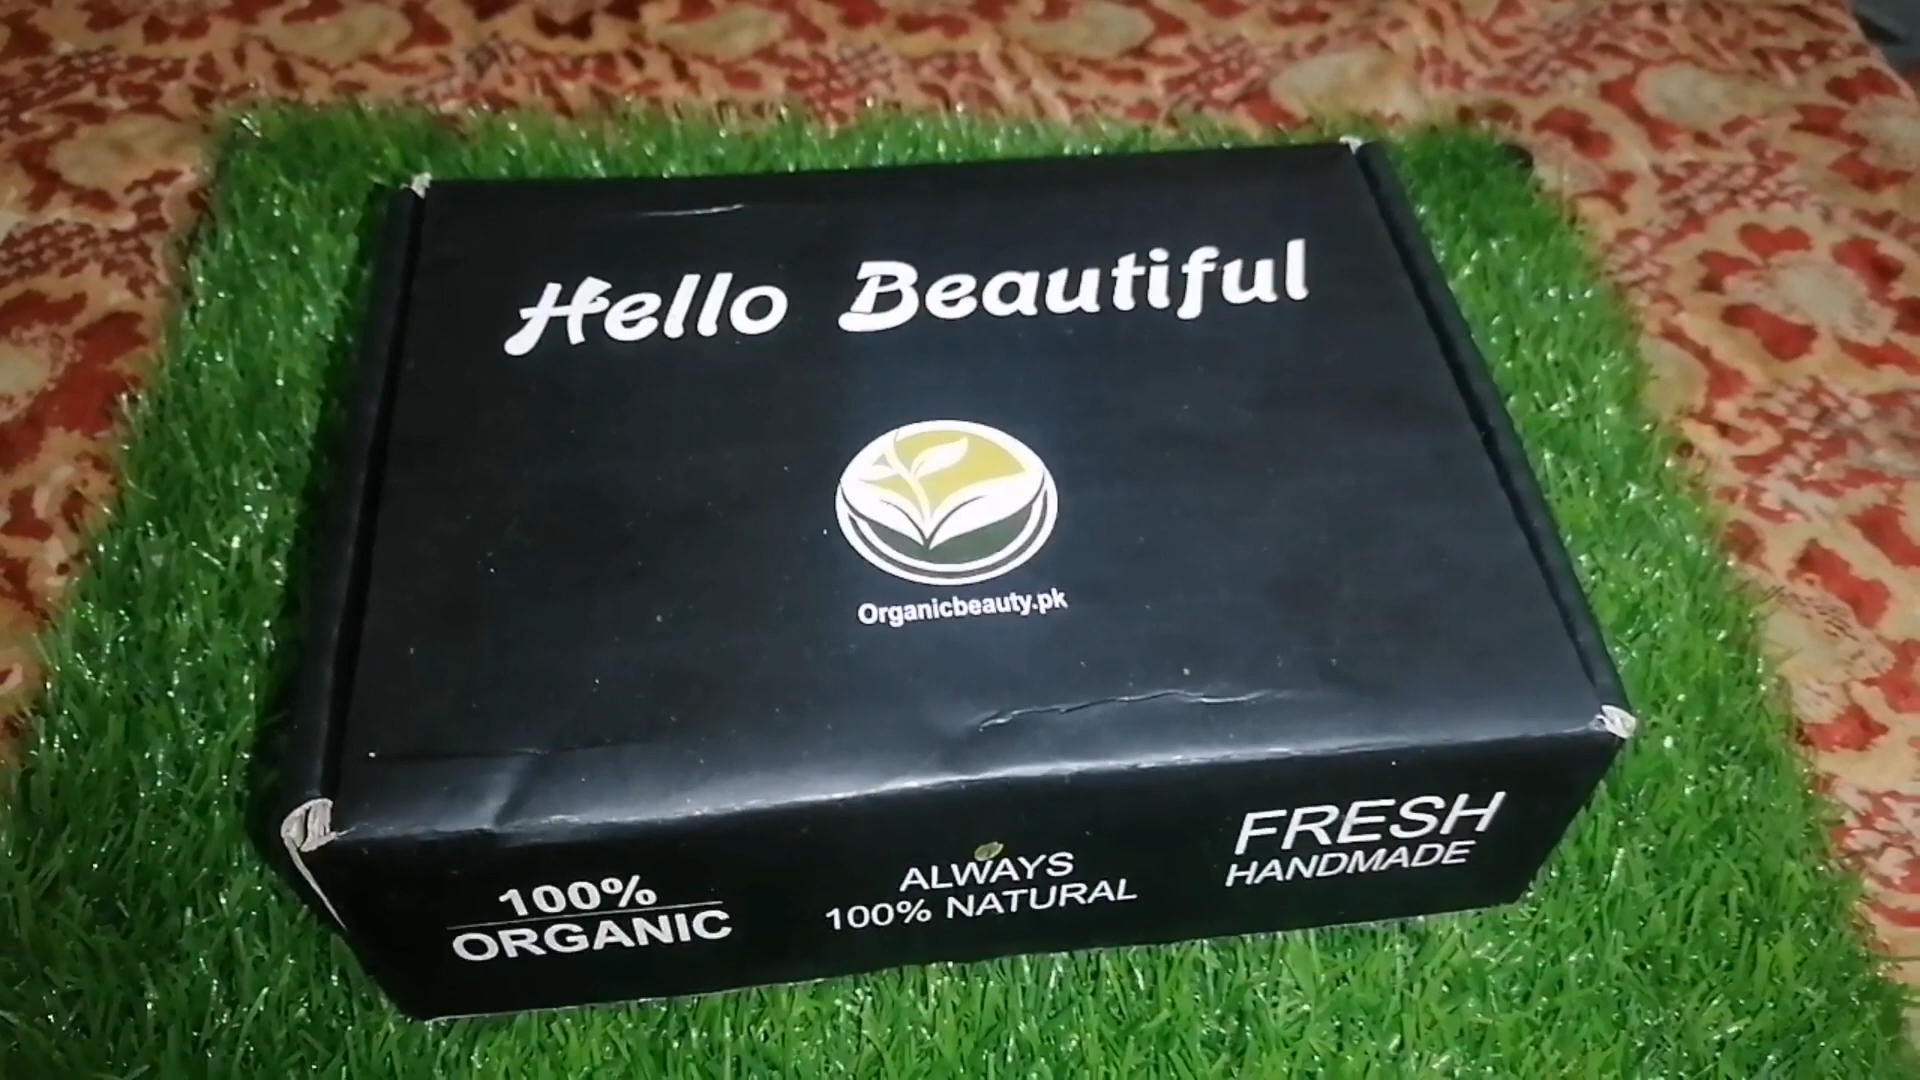 Hello Beautiful
Organicbeauty.pk
100%
ORGANIC
ALWAYS
100% NATURAL
FRESH
HANDMADE